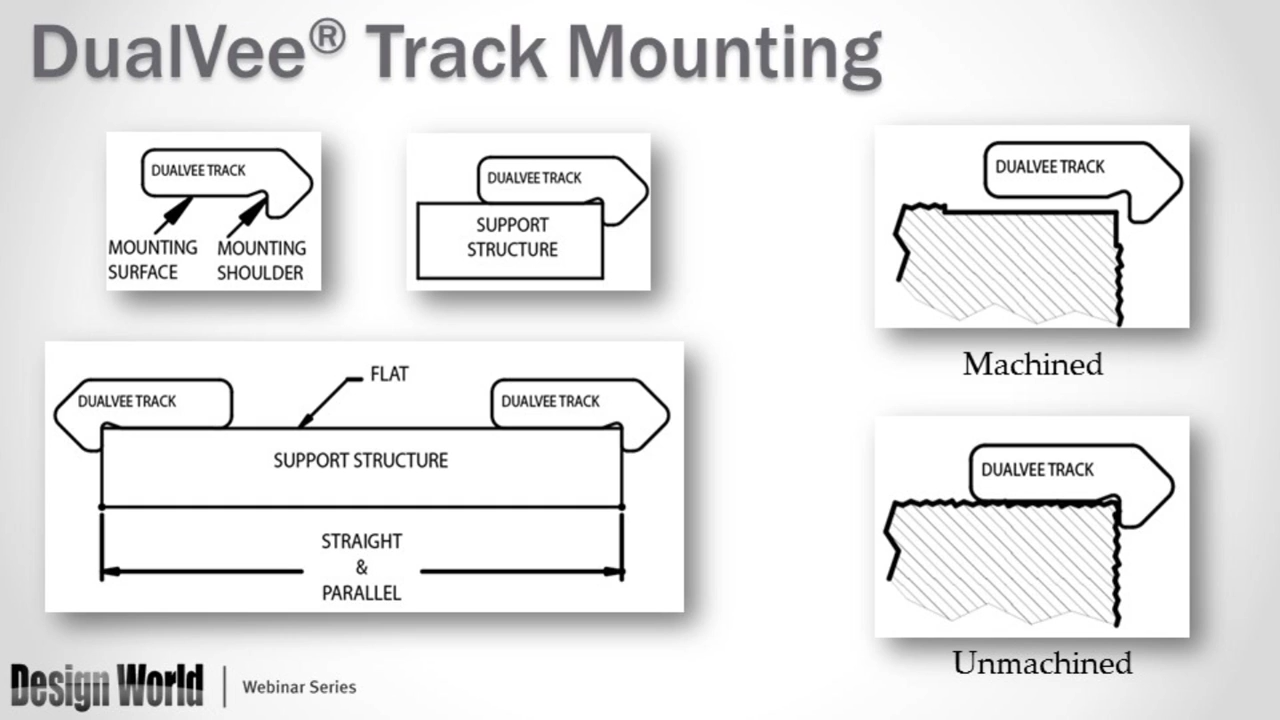 DualVee® Track Mounting
DUALVEE TRACK
MOUNTING
SURFACE
MOUNTING
SHOULDER
DUALVEE TRACK
SUPPORT
STRUCTURE
DUALVEE TRACK
Machined
FLAT
DUALVEE TRACK
DUALVEE TRACK
SUPPORT STRUCTURE
STRAIGHT
&
PARALLEL
DUALVEE TRACK
Unmachined
Design World
Webinar Series